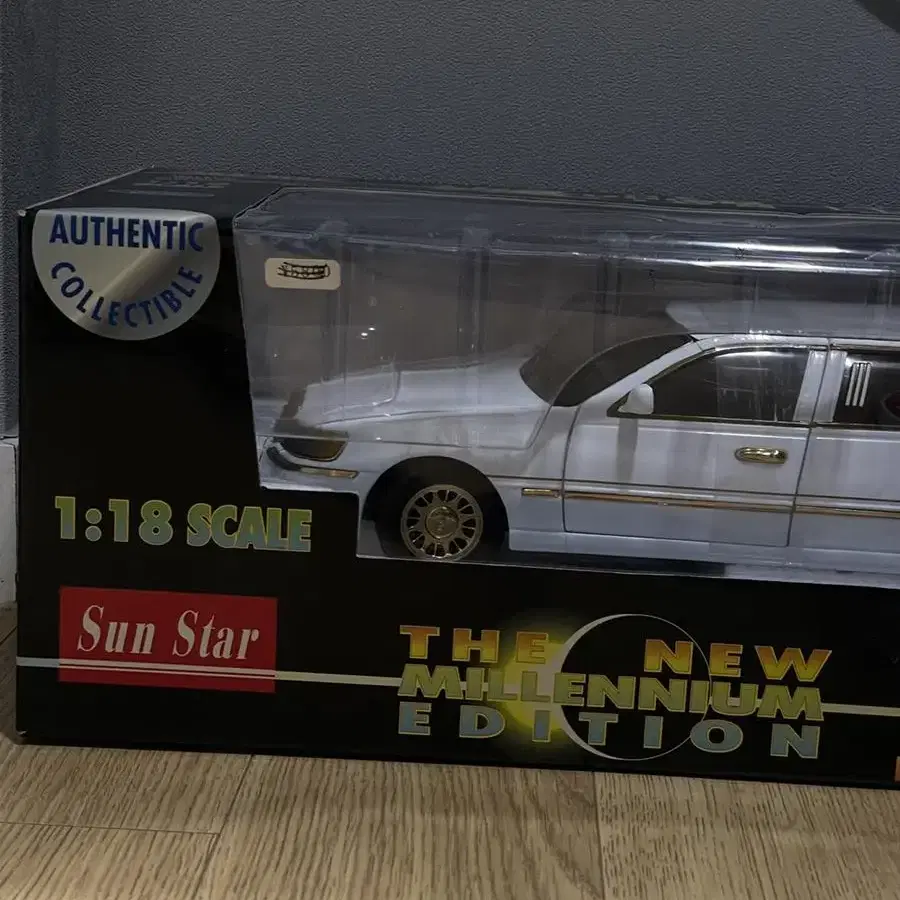 AUTHENTIC
COLLECTIBLE
1:18 SCALE
Sun Star
THE NEW
MILLENNIUM
EDITION